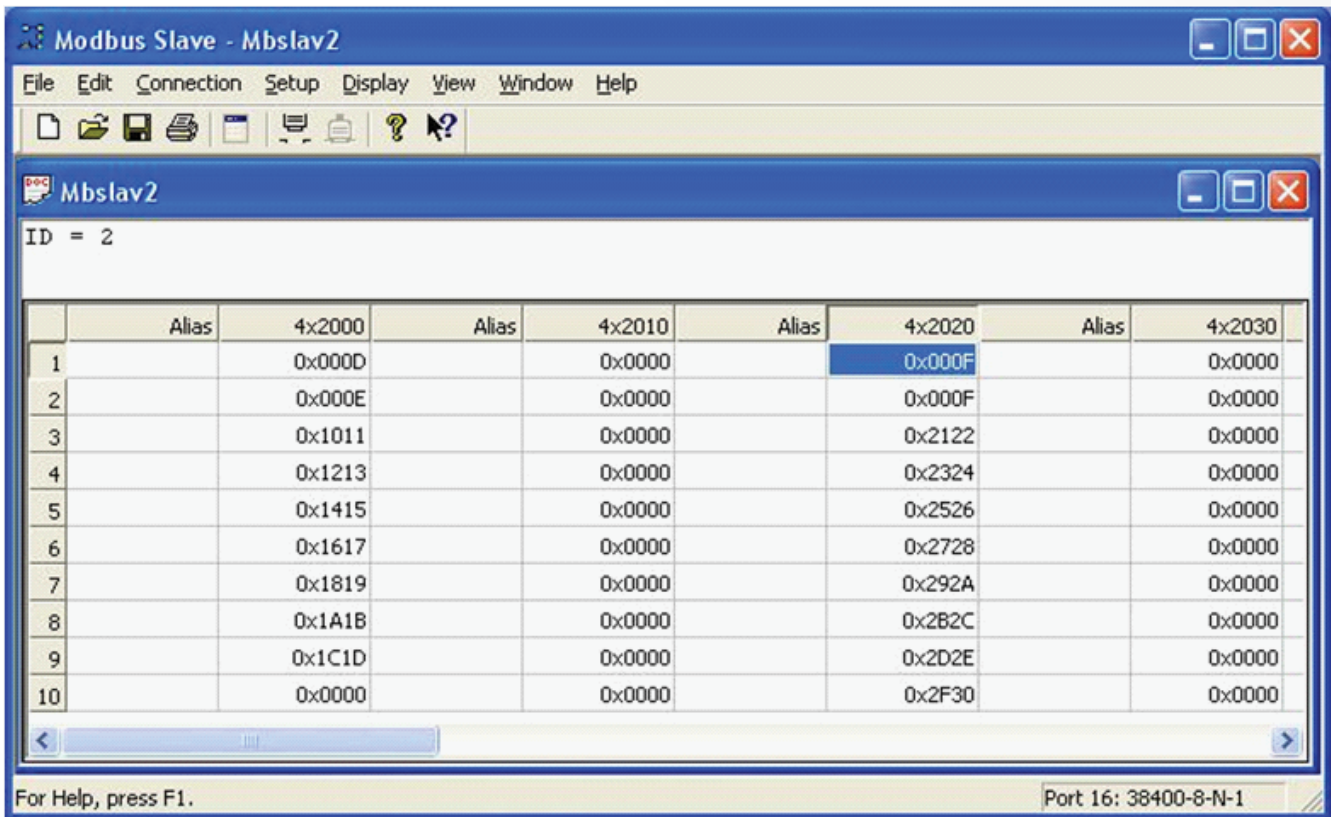 Modbus Slave - Mbslav2
File Edit Connection Setup Display View Window Help
Mbslav2
ID = 2
Alias 4x2000 Alias 4x2010 Alias 4x2020 Alias 4x2030
1 0x000D 0x0000 0x000F 0x0000
2 0x000E 0x0000 0x000F 0x0000
3 0x1011 0x0000 0x2122 0x0000
4 0x1213 0x0000 0x2324 0x0000
5 0x1415 0x0000 0x2526 0x0000
6 0x1617 0x0000 0x2728 0x0000
7 0x1819 0x0000 0x292A 0x0000
8 0x1A1B 0x0000 0x2B2C 0x0000
9 0x1C1D 0x0000 0x2D2E 0x0000
10 0x0000 0x0000 0x2F30 0x0000
For Help, press F1. Port 16: 38400-8-N-1